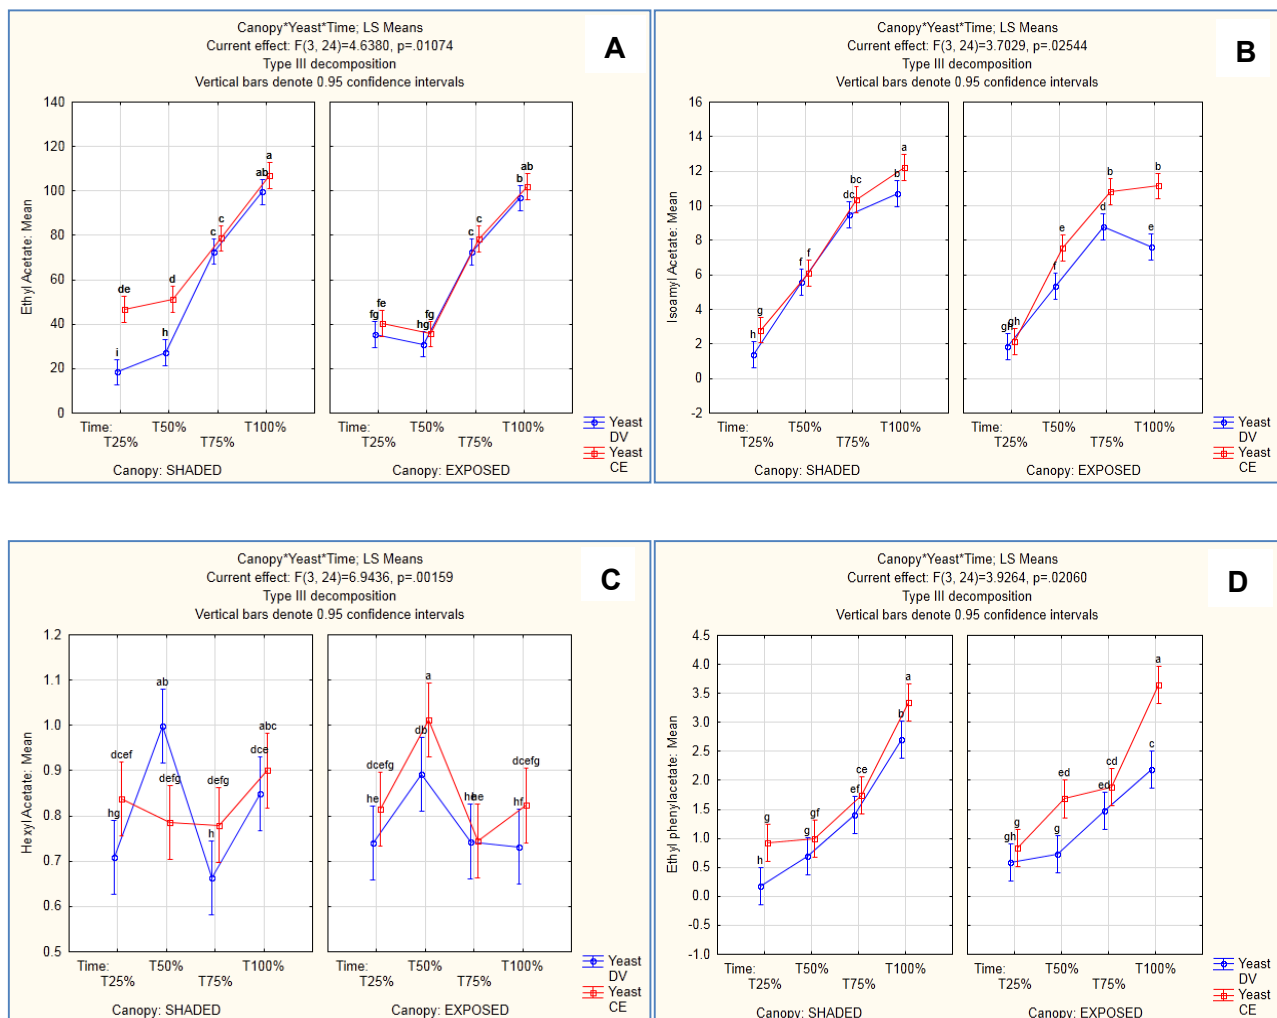 Canopy*Yeast*Time; LS Means
Current effect: F(3, 24)=4.6380, p=.01074
Type III decomposition
Vertical bars denote 0.95 confidence intervals
A
140
120
100
80
60
40
20
0
Ethyl Acetate: Mean
i
h
c
ab
de
d
c
a
fg
hg
c
b
fe
fg
ab
Time: T50% T100%
T25% T75%
Canopy: SHADED
T50% T100%
T25% T75%
Canopy: EXPOSED
Yeast
DV
Yeast
CE
Canopy*Yeast*Time; LS Means
Current effect: F(3, 24)=3.7029, p=.02544
Type III decomposition
Vertical bars denote 0.95 confidence intervals
B
16
14
12
10
8
6
4
2
0
-2
Isoamyl Acetate: Mean
h
g
f
f
dc
bc
b
a
gh
gh
f
e
d
b
e
b
Time: T50% T100%
T25% T75%
Canopy: SHADED
T50% T100%
T25% T75%
Canopy: EXPOSED
Yeast
DV
Yeast
CE
Canopy*Yeast*Time; LS Means
Current effect: F(3, 24)=6.9436, p=.00159
Type III decomposition
Vertical bars denote 0.95 confidence intervals
C
1.2
1.1
1.0
0.9
0.8
0.7
0.6
0.5
Hexyl Acetate: Mean
hg
dcef
ab
defg
h
defg
dce
abc
he
dcefg
db
a
he
he
hf
dcefg
Time: T50% T100%
T25% T75%
Canopy: SHADED
T50% T100%
T25% T75%
Canopy: EXPOSED
Yeast
DV
Yeast
CE
Canopy*Yeast*Time; LS Means
Current effect: F(3, 24)=3.9264, p=.02060
Type III decomposition
Vertical bars denote 0.95 confidence intervals
D
4.5
4.0
3.5
3.0
2.5
2.0
1.5
1.0
0.5
0.0
-0.5
-1.0
Ethyl phenylacetate: Mean
h
g
g
gf
ef
ce
b
a
gh
g
g
ed
ed
cd
c
a
Time: T50% T100%
T25% T75%
Canopy: SHADED
T50% T100%
T25% T75%
Canopy: EXPOSED
Yeast
DV
Yeast
CE